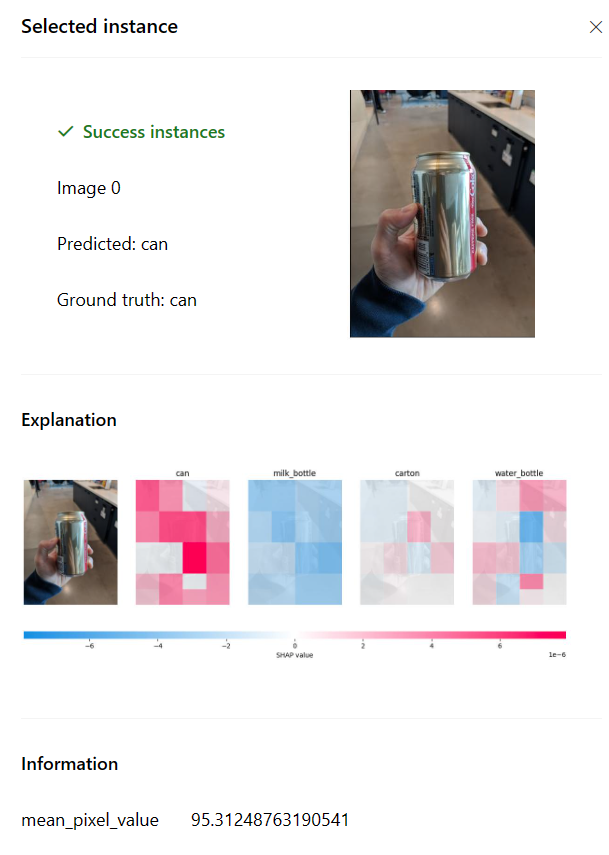 Selected instance
Success instances
Image 0
Predicted: can
Ground truth: can
Explanation
can milk_bottle carton water_bottle
−6 −4 −2 0 2 4 6
SHAP value 1e−6
Information
mean_pixel_value 95.31248763190541